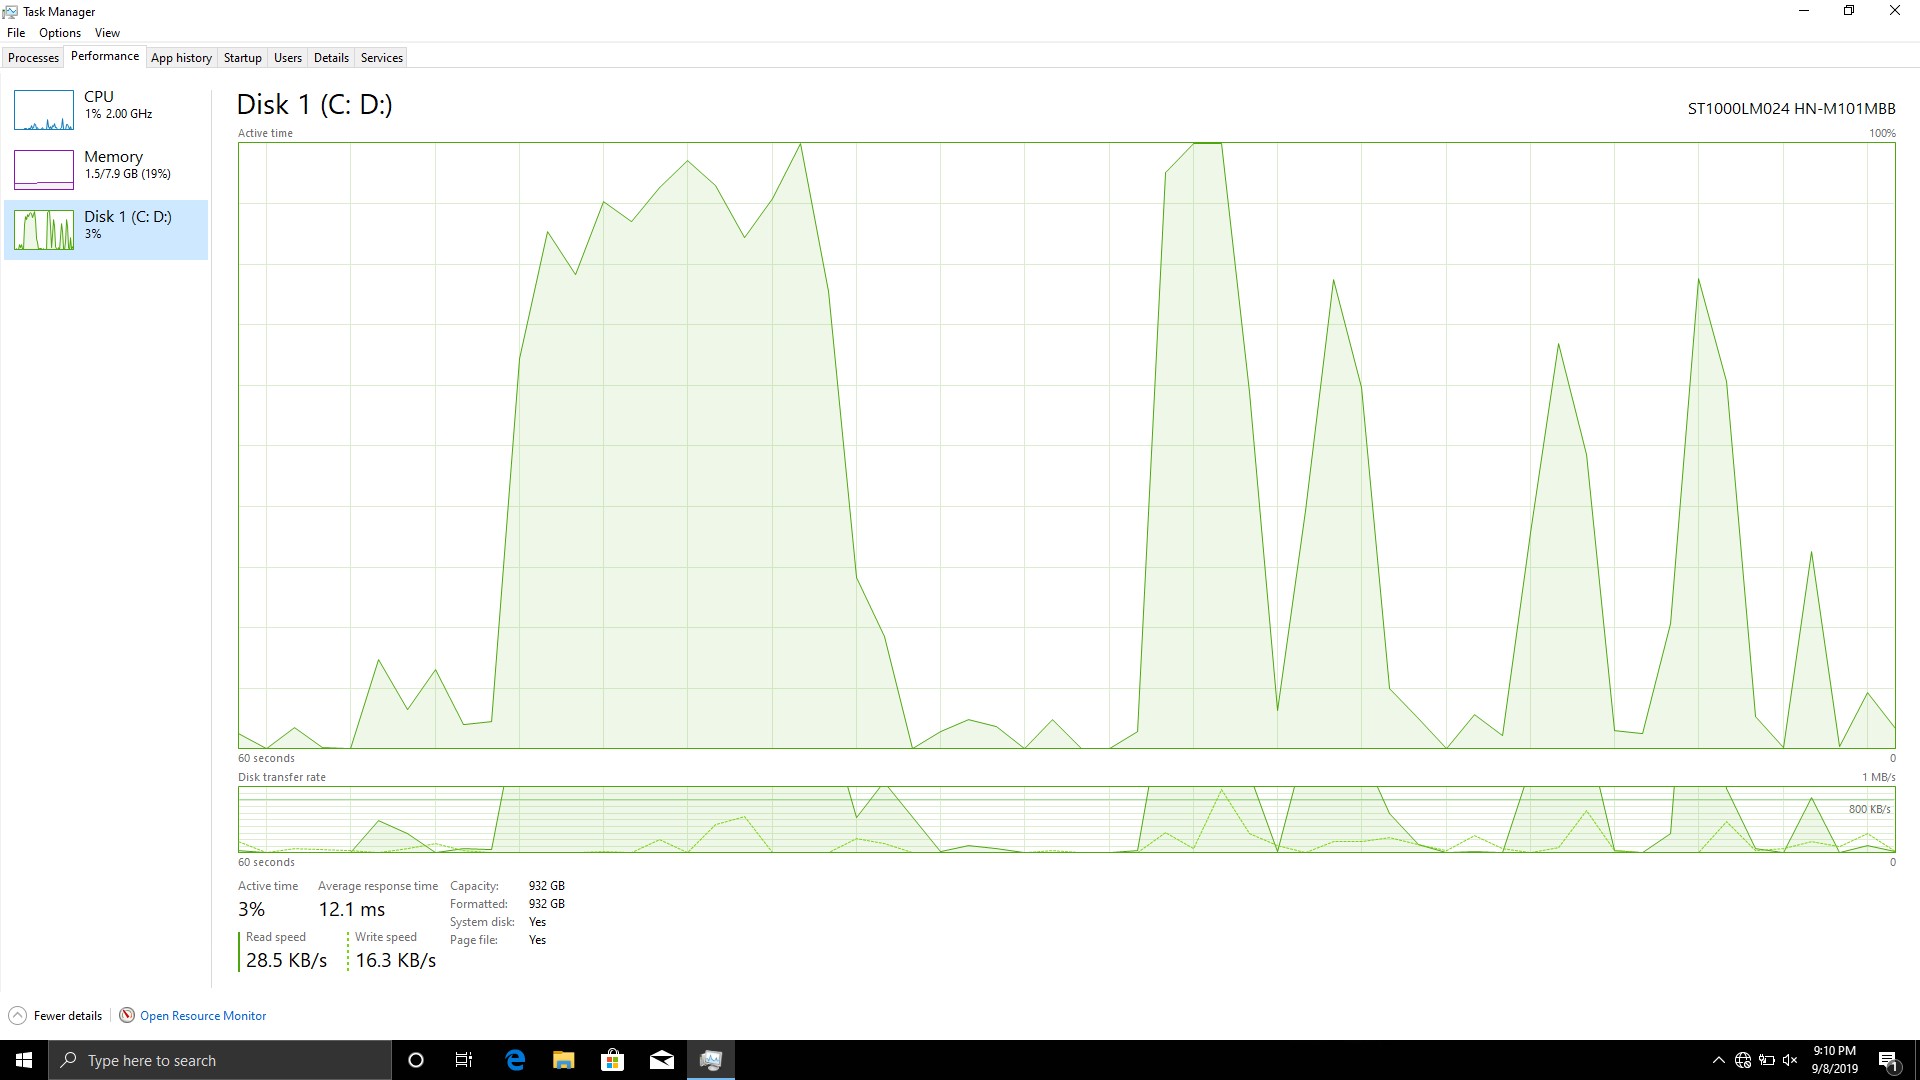 Task Manager
File Options View
Processes Performance App history Startup Users Details Services
CPU
1% 2.00 GHz
Memory
1.5/7.9 GB (19%)
Disk 1 (C: D:)
3%
Disk 1 (C: D:)
ST1000LM024 HN-M101MBB
Active time
100%
60 seconds
0
Disk transfer rate
1 MB/s
800 KB/s
60 seconds
0
Active time
3%
Average response time
12.1 ms
Read speed
28.5 KB/s
Write speed
16.3 KB/s
Capacity: 932 GB
Formatted: 932 GB
System disk: Yes
Page file: Yes
Fewer details
Open Resource Monitor
Type here to search
9:10 PM
9/8/2019
1